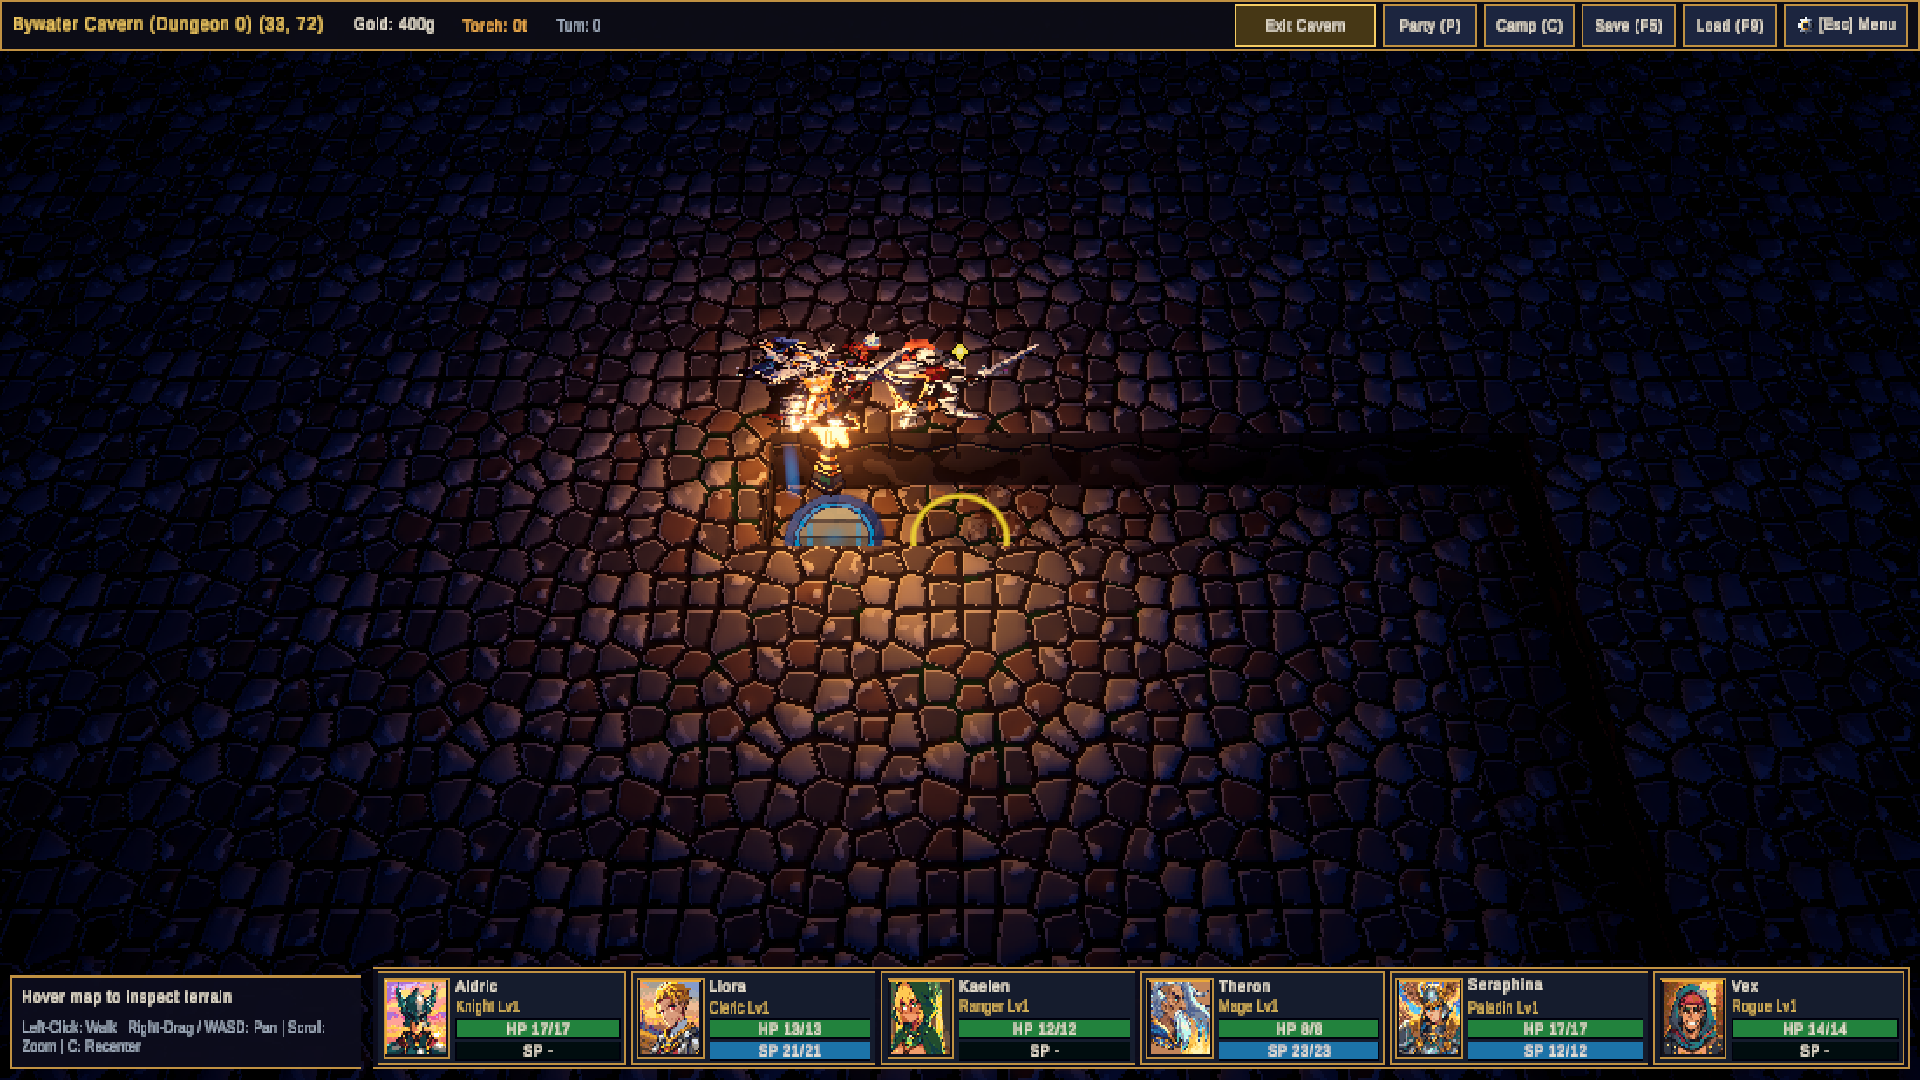 Bywater Cavern (Dungeon 0) (33, 72)
Gold: 400g
Torch: 0t
Turn: 0
Exit Cavern
Party (P)
Camp (C)
Save (F5)
Load (F9)
[Esc] Menu
Hover map to inspect terrain
Left-Click: Walk Right-Drag / WASD: Pan | Scroll:
Zoom | C: Recenter
Aldric
Knight Lv1
HP 17/17
SP -
Liora
Cleric Lv1
HP 13/13
SP 21/21
Kaelen
Ranger Lv1
HP 12/12
SP -
Theron
Mage Lv1
HP 8/8
SP 23/23
Seraphina
Paladin Lv1
HP 17/17
SP 12/12
Vex
Rogue Lv1
HP 14/14
SP -